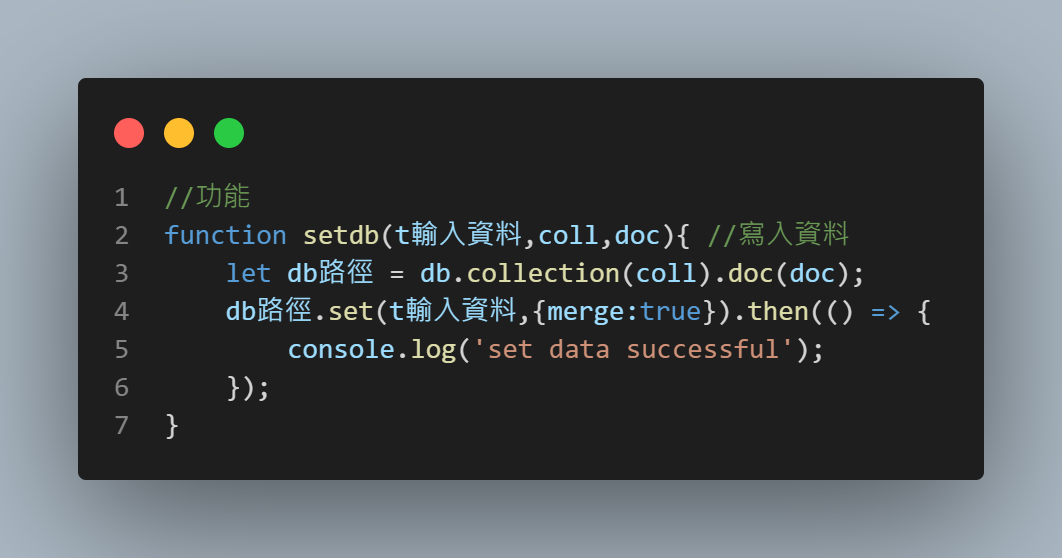 1 //功能
2 function setdb(t輸入資料,coll,doc){ //寫入資料
3     let db路徑 = db.collection(coll).doc(doc);
4     db路徑.set(t輸入資料,{merge:true}).then(() => {
5         console.log('set data successful');
6     });
7 }